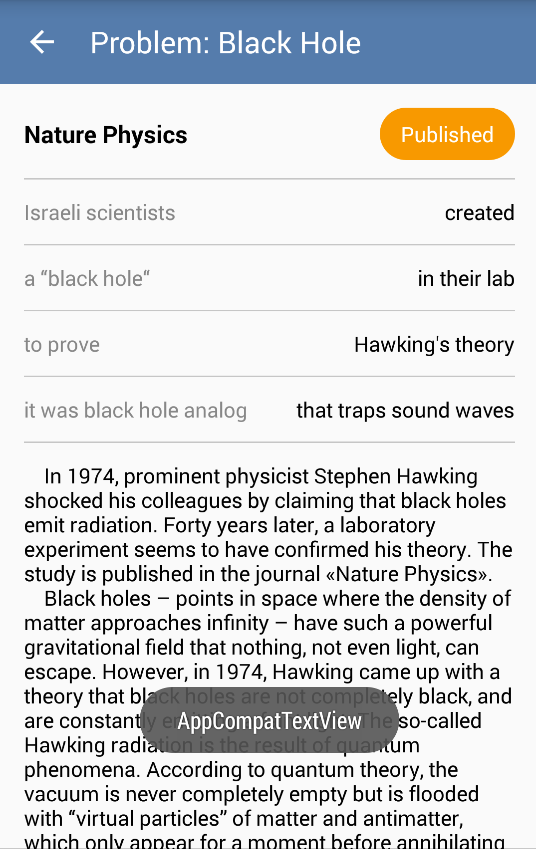 Problem: Black Hole
Nature Physics
Published
Israeli scientists created
a “black hole“ in their lab
to prove Hawking's theory
it was black hole analog that traps sound waves
In 1974, prominent physicist Stephen Hawking
shocked his colleagues by claiming that black holes
emit radiation. Forty years later, a laboratory
experiment seems to have confirmed his theory. The
study is published in the journal «Nature Physics».
Black holes – points in space where the density of
matter approaches infinity – have such a powerful
gravitational field that nothing, not even light, can
escape. However, in 1974, Hawking came up with a
theory that black holes are not completely black, and
are constantly The so-called
AppCompatTextView
Hawking radiation is the result of quantum
phenomena. According to quantum theory, the
vacuum is never completely empty but is flooded
with “virtual particles” of matter and antimatter,
which only appear for a moment before annihilating